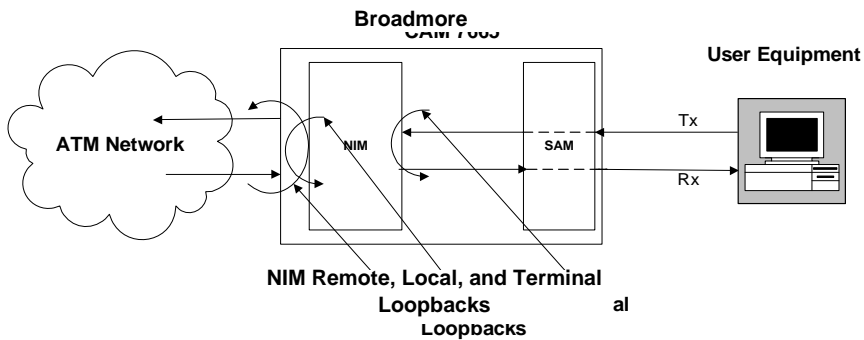 Broadmore
User Equipment
ATM Network
NIM
SAM
Tx
Rx
NIM Remote, Local, and Terminal
Loopbacks
al
Loopbacks